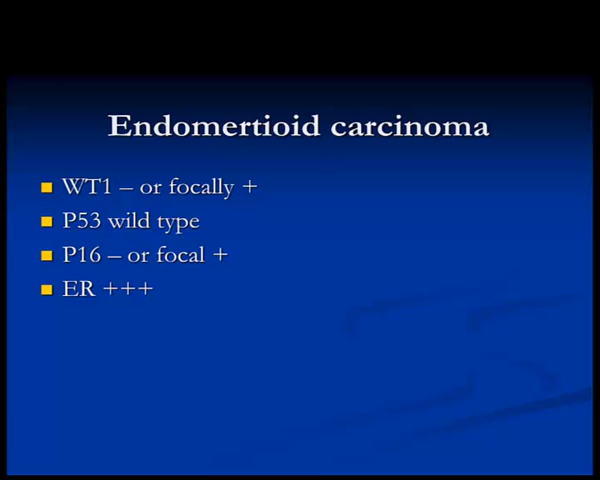 Endomertioid carcinoma
WT1 – or focally +
P53 wild type
P16 – or focal +
ER +++